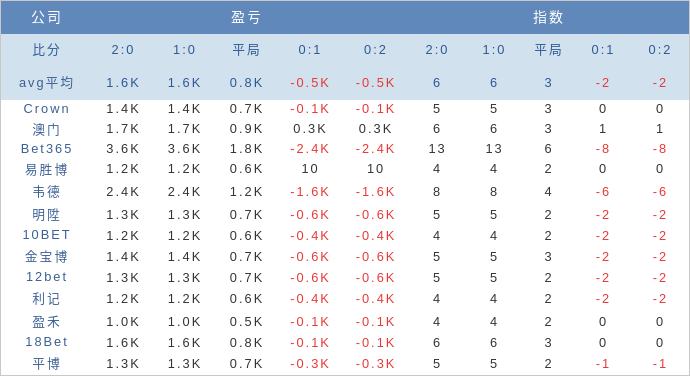 公司 盈亏 指数
比分 2:0 1:0 平局 0:1 0:2 2:0 1:0 平局 0:1 0:2
avg平均 1.6K 1.6K 0.8K -0.5K -0.5K 6 6 3 -2 -2
Crown 1.4K 1.4K 0.7K -0.1K -0.1K 5 5 3 0 0
澳门 1.7K 1.7K 0.9K 0.3K 0.3K 6 6 3 1 1
Bet365 3.6K 3.6K 1.8K -2.4K -2.4K 13 13 6 -8 -8
易胜博 1.2K 1.2K 0.6K 10 10 4 4 2 0 0
韦德 2.4K 2.4K 1.2K -1.6K -1.6K 8 8 4 -6 -6
明陞 1.3K 1.3K 0.7K -0.6K -0.6K 5 5 2 -2 -2
10BET 1.2K 1.2K 0.6K -0.4K -0.4K 4 4 2 -2 -2
金宝博 1.4K 1.4K 0.7K -0.6K -0.6K 5 5 3 -2 -2
12bet 1.3K 1.3K 0.7K -0.6K -0.6K 5 5 2 -2 -2
利记 1.2K 1.2K 0.6K -0.4K -0.4K 4 4 2 -2 -2
盈禾 1.0K 1.0K 0.5K -0.1K -0.1K 4 4 2 0 0
18Bet 1.6K 1.6K 0.8K -0.1K -0.1K 6 6 3 0 0
平博 1.3K 1.3K 0.7K -0.3K -0.3K 5 5 2 -1 -1